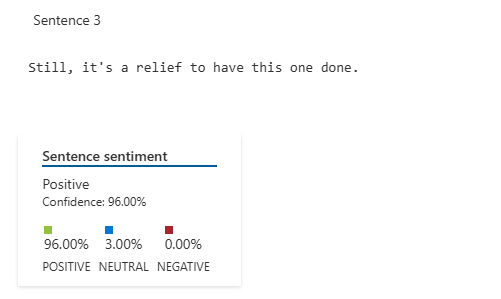 Sentence 3
Still, it's a relief to have this one done.
Sentence sentiment
Positive
Confidence: 96.00%
96.00% 3.00% 0.00%
POSITIVE NEUTRAL NEGATIVE